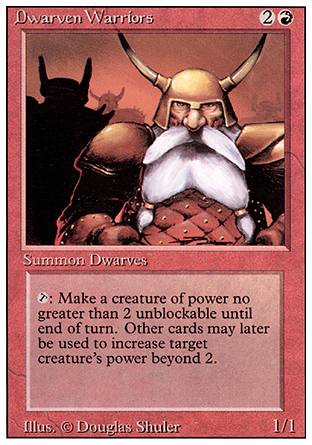 Dwarven Warriors 2
Summon Dwarves
: Make a creature of power no
greater than 2 unblockable until
end of turn. Other cards may later
be used to increase target
creature's power beyond 2.
Illus. © Douglas Shuler 1/1